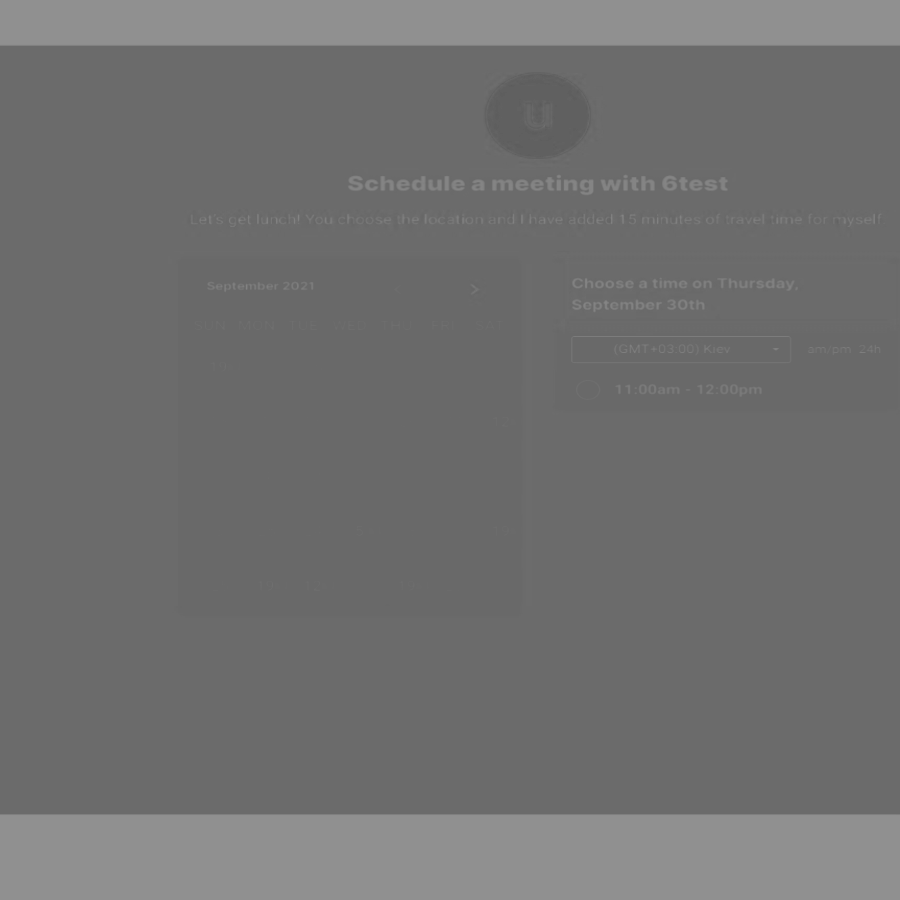 u
Schedule a meeting with 6test
Let's get lunch! You choose the location and I have added 15 minutes of travel time for myself.
September 2021
Choose a time on Thursday,
September 30th
(GMT+03:00) Kiev
am/pm 24h
11:00am - 12:00pm